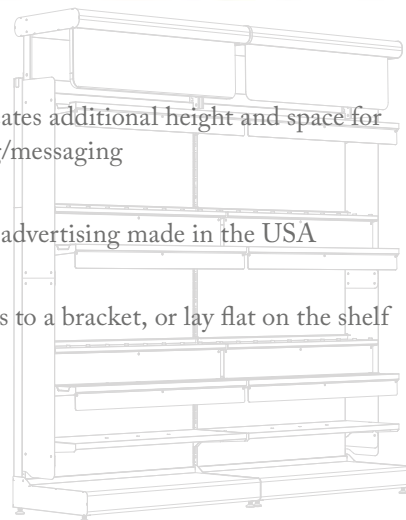 ates additional height and space for
g/messaging
advertising made in the USA
s to a bracket, or lay flat on the shelf